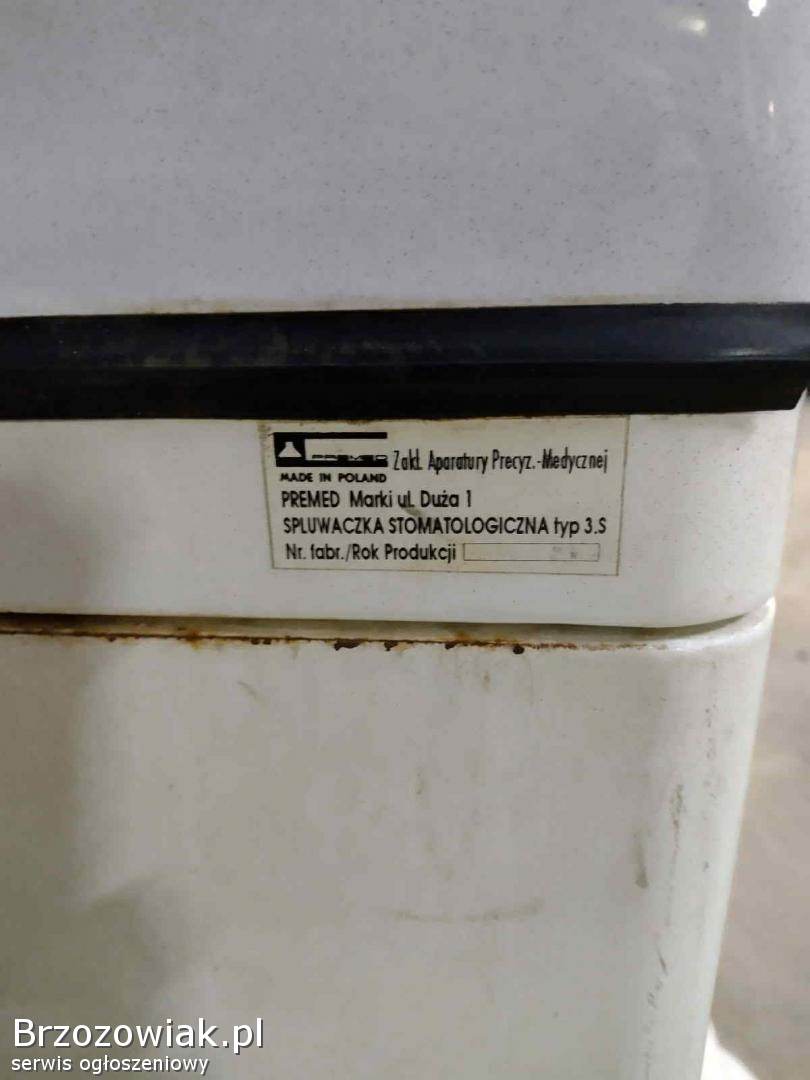 PREMED Zakł. Aparatury Precyz.-Medycznej
MADE IN POLAND
PREMED Marki ul. Duża 1
SPLUWACZKA STOMATOLOGICZNA typ 3.S
Nr. fabr./Rok Produkcji
Brzozowiak.pl
serwis ogłoszeniowy